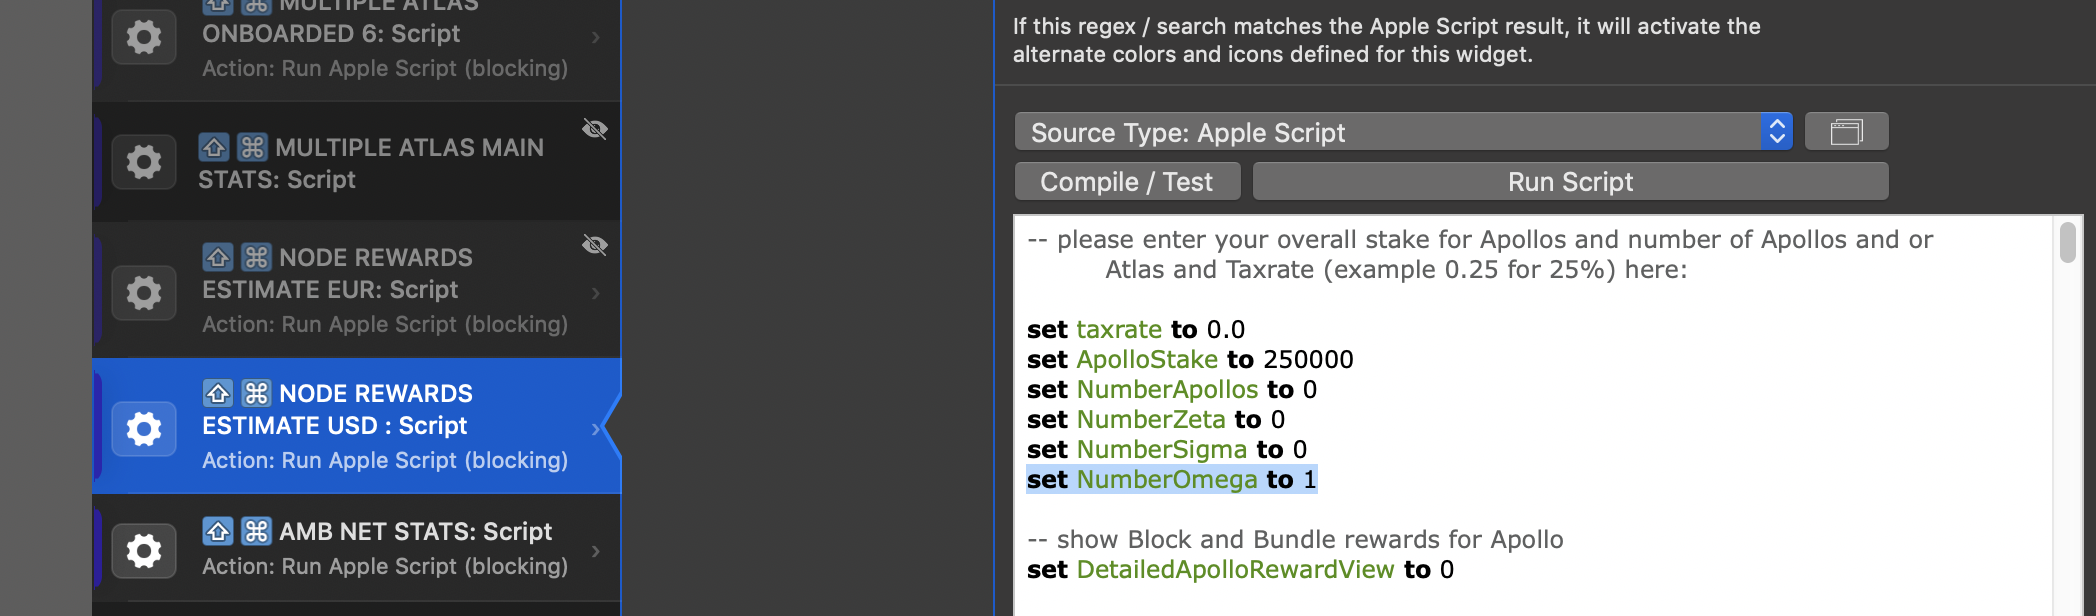 MULTIPLE ATLAS
ONBOARDED 6: Script
Action: Run Apple Script (blocking)
MULTIPLE ATLAS MAIN
STATS: Script
NODE REWARDS
ESTIMATE EUR: Script
Action: Run Apple Script (blocking)
NODE REWARDS
ESTIMATE USD : Script
Action: Run Apple Script (blocking)
AMB NET STATS: Script
Action: Run Apple Script (blocking)
If this regex / search matches the Apple Script result, it will activate the
alternate colors and icons defined for this widget.
Source Type: Apple Script
Compile / Test
Run Script
-- please enter your overall stake for Apollos and number of Apollos and or
Atlas and Taxrate (example 0.25 for 25%) here:
set taxrate to 0.0
set ApolloStake to 250000
set NumberApollos to 0
set NumberZeta to 0
set NumberSigma to 0
set NumberOmega to 1
-- show Block and Bundle rewards for Apollo
set DetailedApolloRewardView to 0